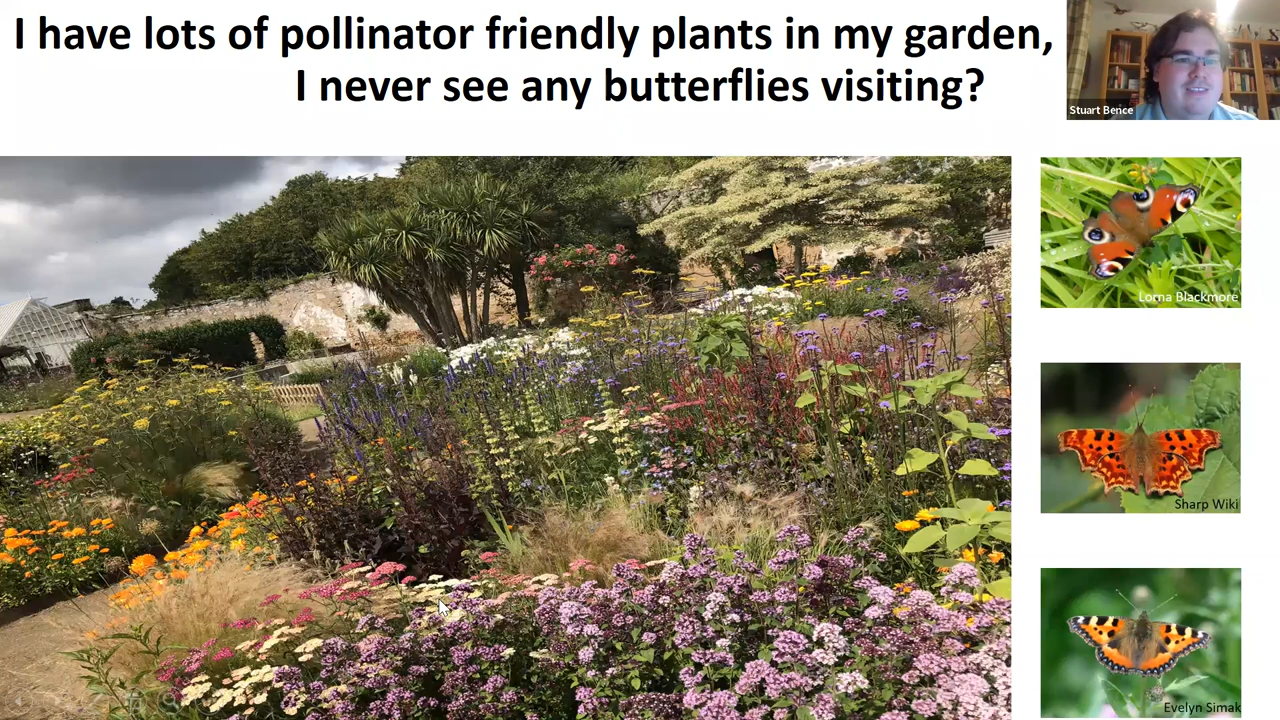 I have lots of pollinator friendly plants in my garden,
I never see any butterflies visiting?
Stuart Bence
Lorna Blackmore
Sharp Wiki
Evelyn Simak